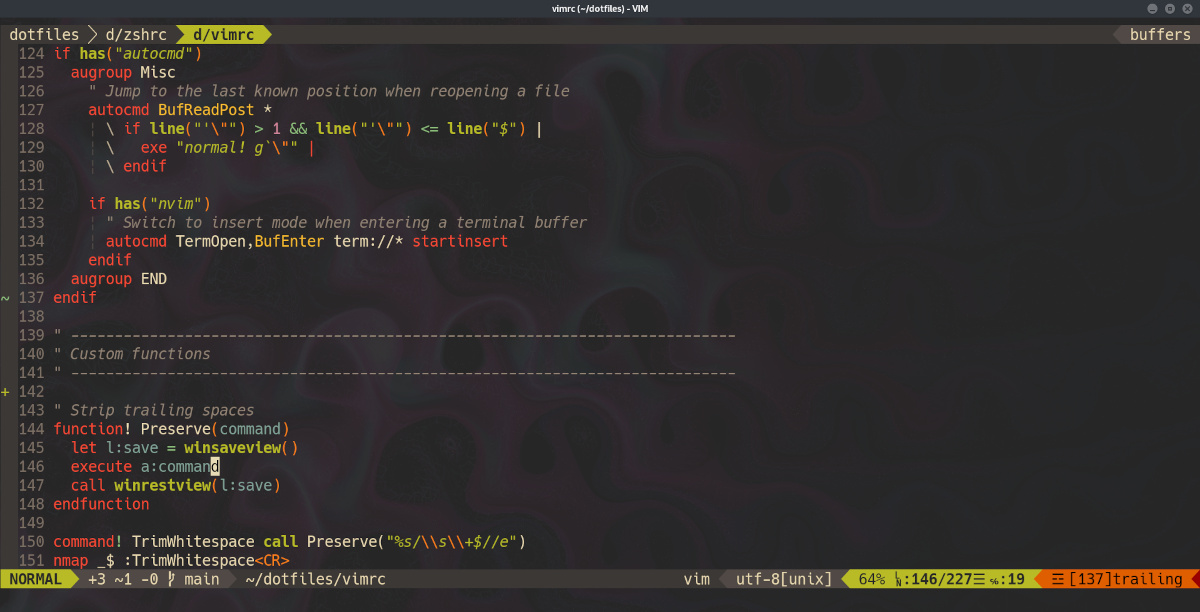 vimrc (~/dotfiles) - VIM
dotfiles d/zshrc d/vimrc buffers
124 if has("autocmd")
125   augroup Misc
126     " Jump to the last known position when reopening a file
127     autocmd BufReadPost *
128     ¦ \ if line("'\"") > 1 && line("'\"") <= line("$") |
129     ¦ \   exe "normal! g`\"" |
130     ¦ \ endif
131
132     if has("nvim")
133     ¦ " Switch to insert mode when entering a terminal buffer
134     ¦ autocmd TermOpen,BufEnter term://* startinsert
135     endif
136   augroup END
~ 137 endif
138
139 " ----------------------------------------------------------------------------
140 " Custom functions
141 " ----------------------------------------------------------------------------
+ 142
143 " Strip trailing spaces
144 function! Preserve(command)
145   let l:save = winsaveview()
146   execute a:command
147   call winrestview(l:save)
148 endfunction
149
150 command! TrimWhitespace call Preserve("%s/\\s\\+$//e")
151 nmap _$ :TrimWhitespace<CR>
NORMAL +3 ~1 -0 main ~/dotfiles/vimrc vim utf-8[unix] 64% :146/227☰ ℅:19 ☲ [137]trailing